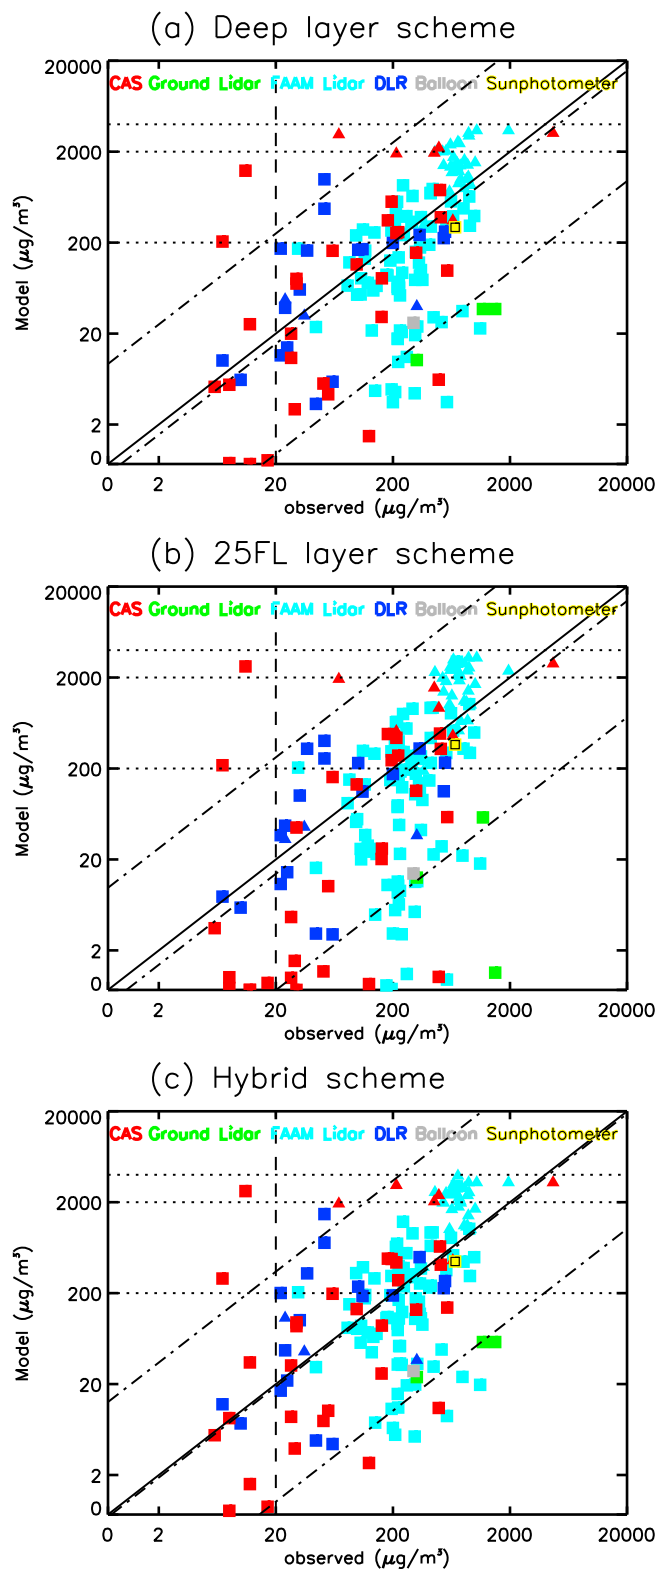 (a) Deep layer scheme
20000
CAS Ground Lidar FAAM Lidar DLR Balloon Sunphotometer
2000
200
20
2
0
Model (μg/m³)
0 2 20 200 2000 20000
observed (μg/m³)
(b) 25FL layer scheme
20000
CAS Ground Lidar FAAM Lidar DLR Balloon Sunphotometer
2000
200
20
2
0
Model (μg/m³)
0 2 20 200 2000 20000
observed (μg/m³)
(c) Hybrid scheme
20000
CAS Ground Lidar FAAM Lidar DLR Balloon Sunphotometer
2000
200
20
2
0
Model (μg/m³)
0 2 20 200 2000 20000
observed (μg/m³)